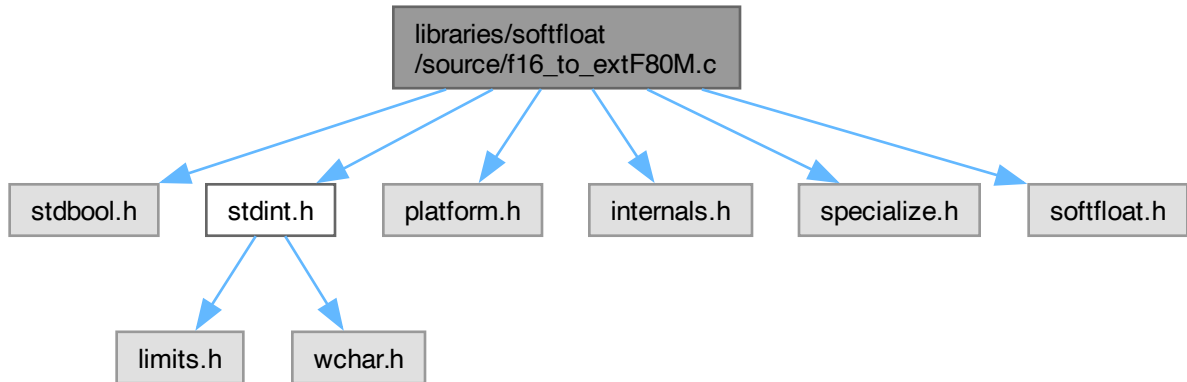 libraries/softfloat
/source/f16_to_extF80M.c
stdbool.h
stdint.h
platform.h
internals.h
specialize.h
softfloat.h
limits.h
wchar.h